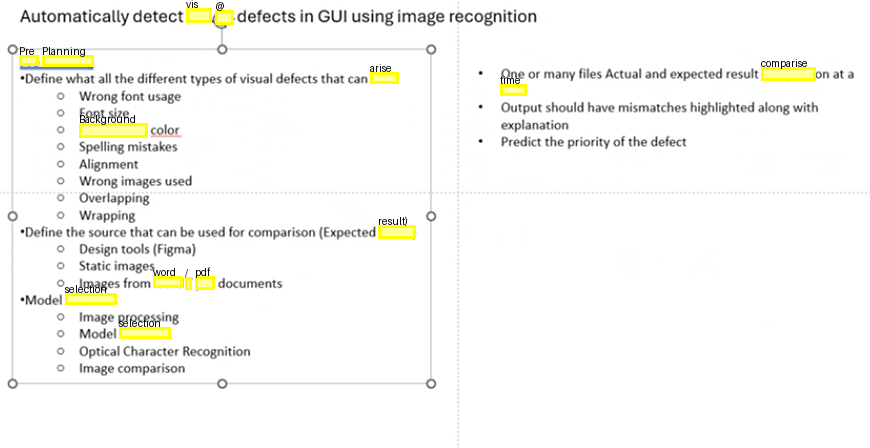 Automatically detect vis @ defects in GUI using image recognition
Pre Planning
•Define what all the different types of visual defects that can arise
o Wrong font usage
o Font size
o Background color
o Spelling mistakes
o Alignment
o Wrong images used
o Overlapping
o Wrapping
•Define the source that can be used for comparison (Expected result)
o Design tools (Figma)
o Static images
o Images from word / pdf documents
•Model selection
o Image processing
o Model selection
o Optical Character Recognition
o Image comparison
• One or many files Actual and expected result comparise on at a
time
• Output should have mismatches highlighted along with
explanation
• Predict the priority of the defect